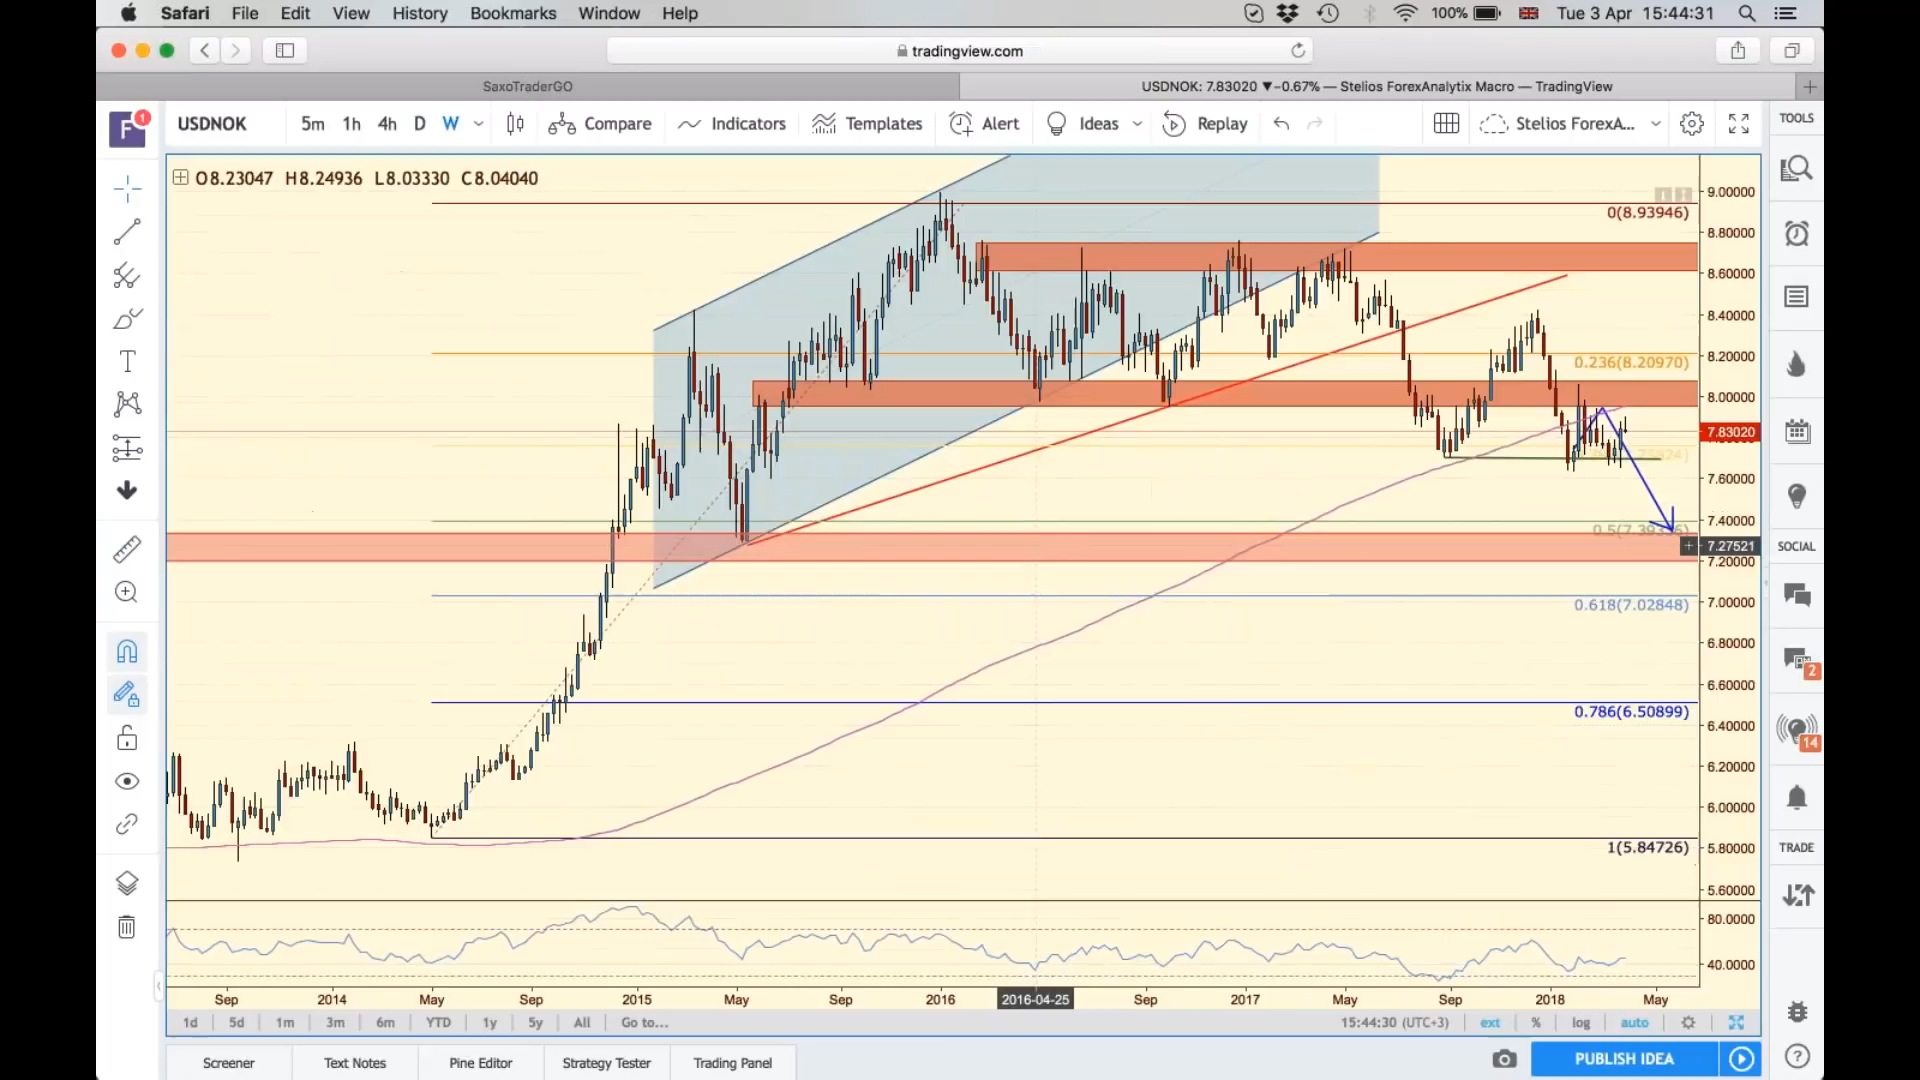 Safari File Edit View History Bookmarks Window Help 100% Tue 3 Apr 15:44:31
tradingview.com
SaxoTraderGO
USDNOK: 7.83020 ▼−0.67% — Stelios ForexAnalytix Macro — TradingView
F 1
USDNOK 5m 1h 4h D W Compare Indicators Templates Alert Ideas Replay Stelios ForexA... TOOLS
O8.23047 H8.24936 L8.03330 C8.04040
9.00000
0(8.93946)
8.80000
8.60000
8.40000
8.20000
0.236(8.20970)
8.00000
7.83020
7.60000
7.40000
7.27521
SOCIAL
7.20000
7.00000
0.618(7.02848)
6.80000
6.60000
2
0.786(6.50899)
6.40000
14
6.20000
6.00000
5.80000
1(5.84726)
TRADE
5.60000
80.0000
40.0000
Sep 2014 May Sep 2015 May Sep 2016 2016-04-25 Sep 2017 May Sep 2018 May
1d 5d 1m 3m 6m YTD 1y 5y All Go to... 15:44:30 (UTC+3) ext % log auto
Screener Text Notes Pine Editor Strategy Tester Trading Panel PUBLISH IDEA